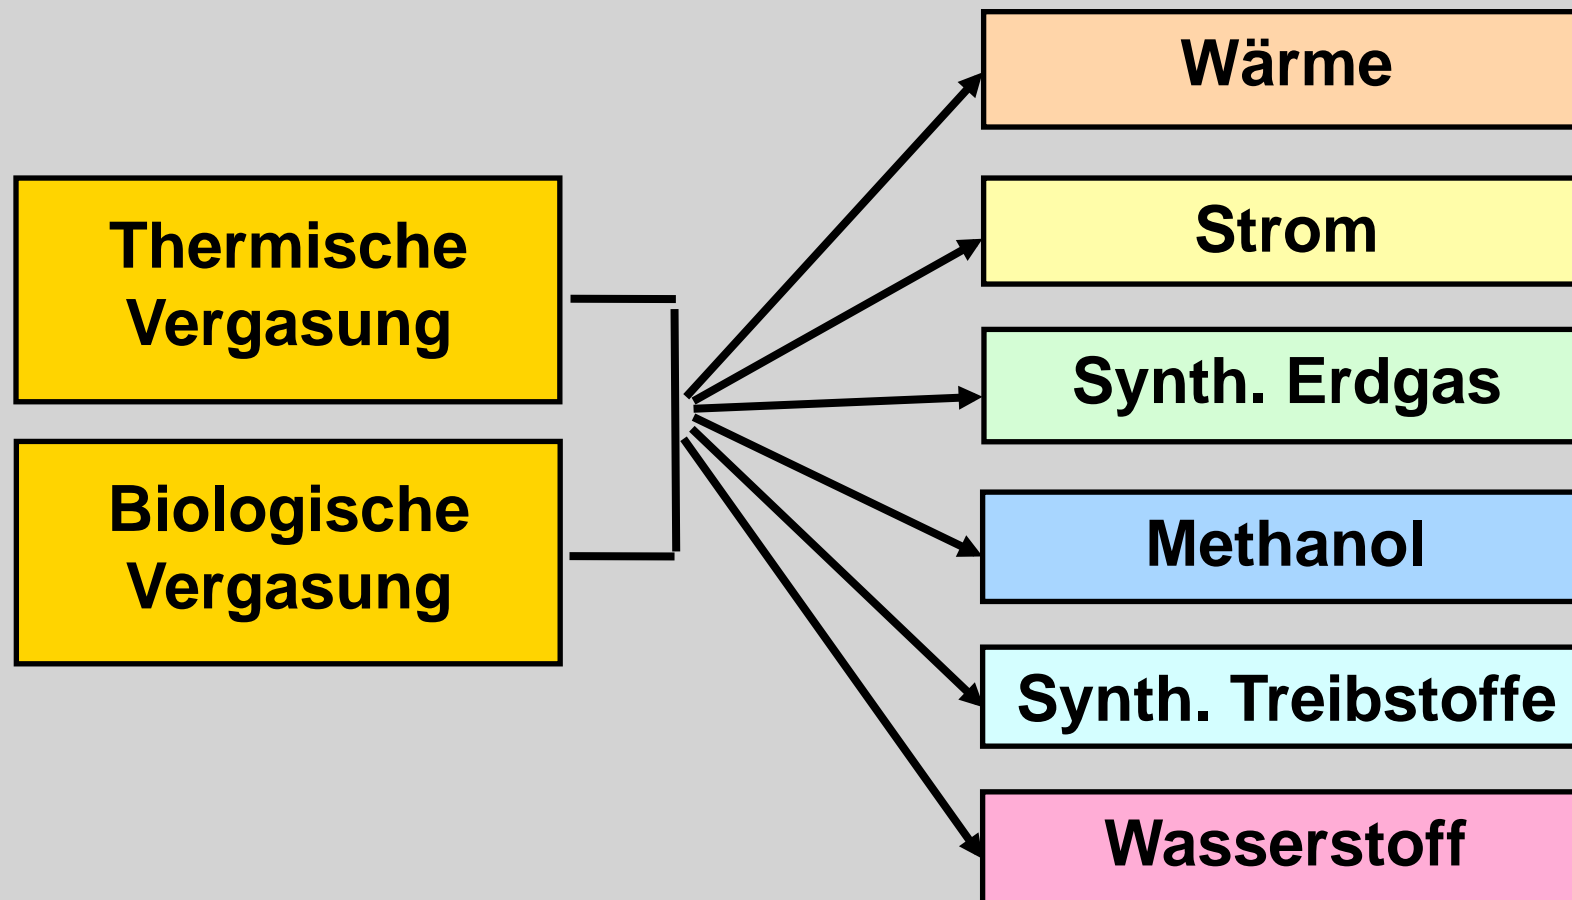 Thermische
Vergasung
Biologische
Vergasung
Wärme
Strom
Synth. Erdgas
Methanol
Synth. Treibstoffe
Wasserstoff